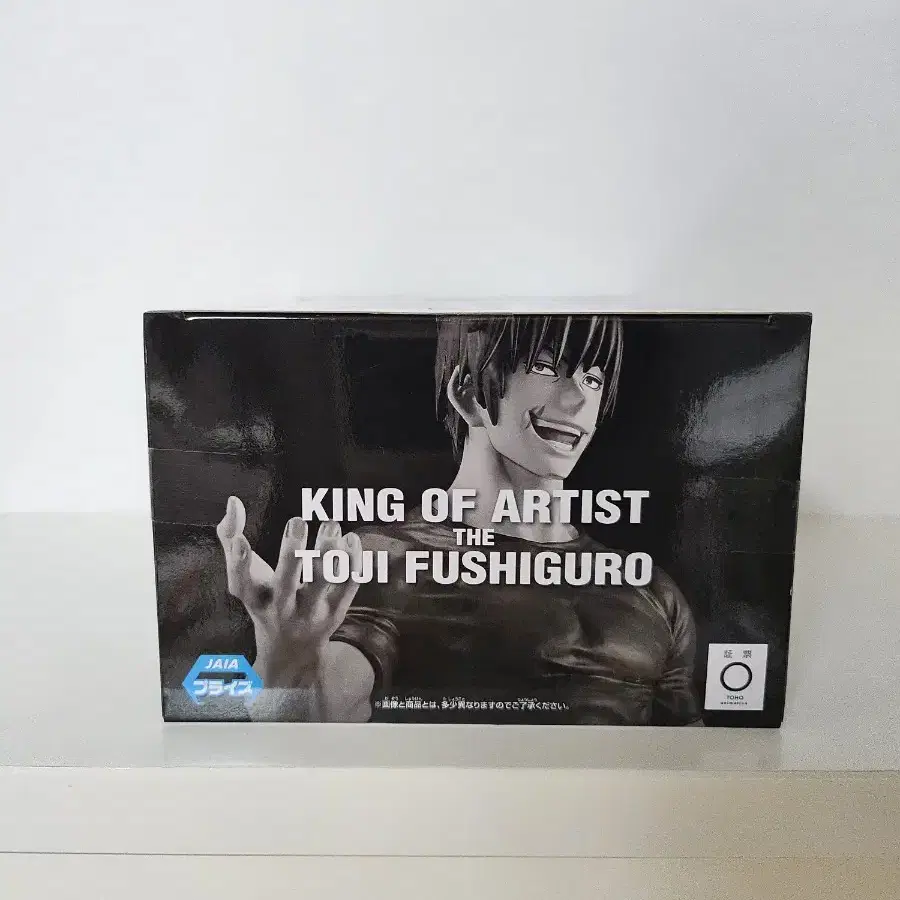 KING OF ARTIST
THE
TOJI FUSHIGURO
JAIA
プライズ
※画像と商品とは、多少異なりますのでご了承ください。
証 票
TOHO